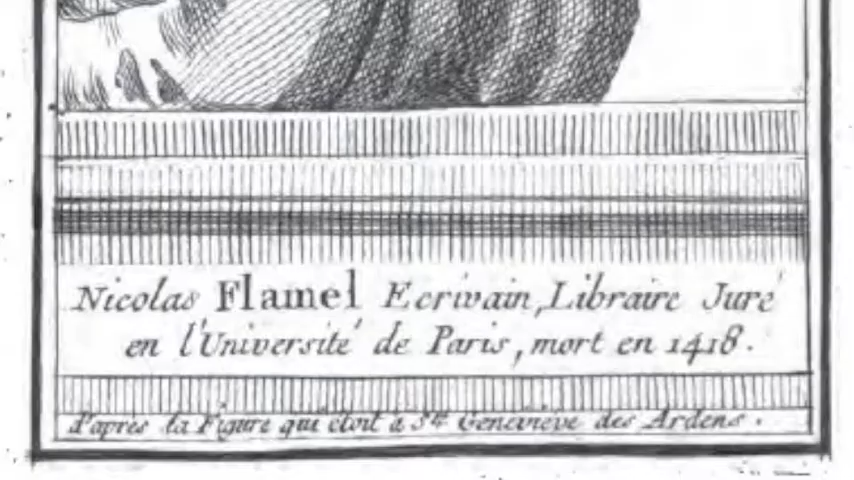 Nicolas Flamel Ecrivain, Libraire Juré
en l'Université de Paris, mort en 1418.
d'après la Figure qui étoit a Ste Geneviève des Ardens.